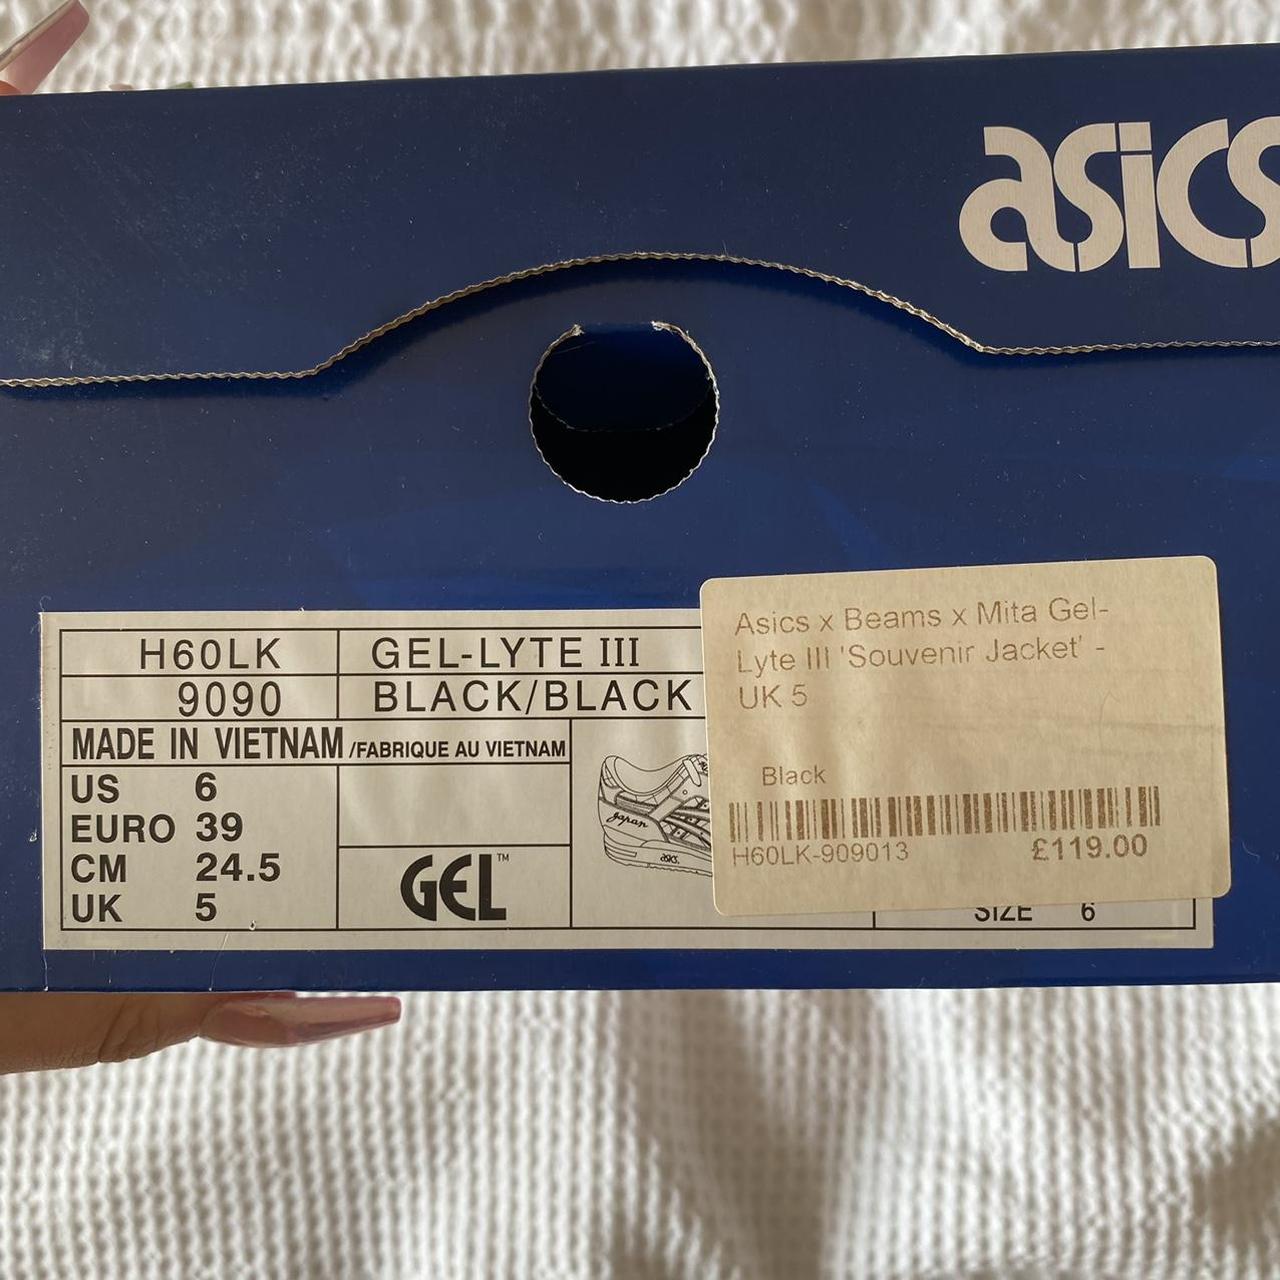 asics
H60LK GEL-LYTE III
9090 BLACK/BLACK
MADE IN VIETNAM /FABRIQUE AU VIETNAM
US 6
EURO 39
CM 24.5
UK 5
GEL™
Japan
asics.
Asics x Beams x Mita Gel-
Lyte III 'Souvenir Jacket' -
UK 5
Black
H60LK-909013 £119.00
SIZE 6